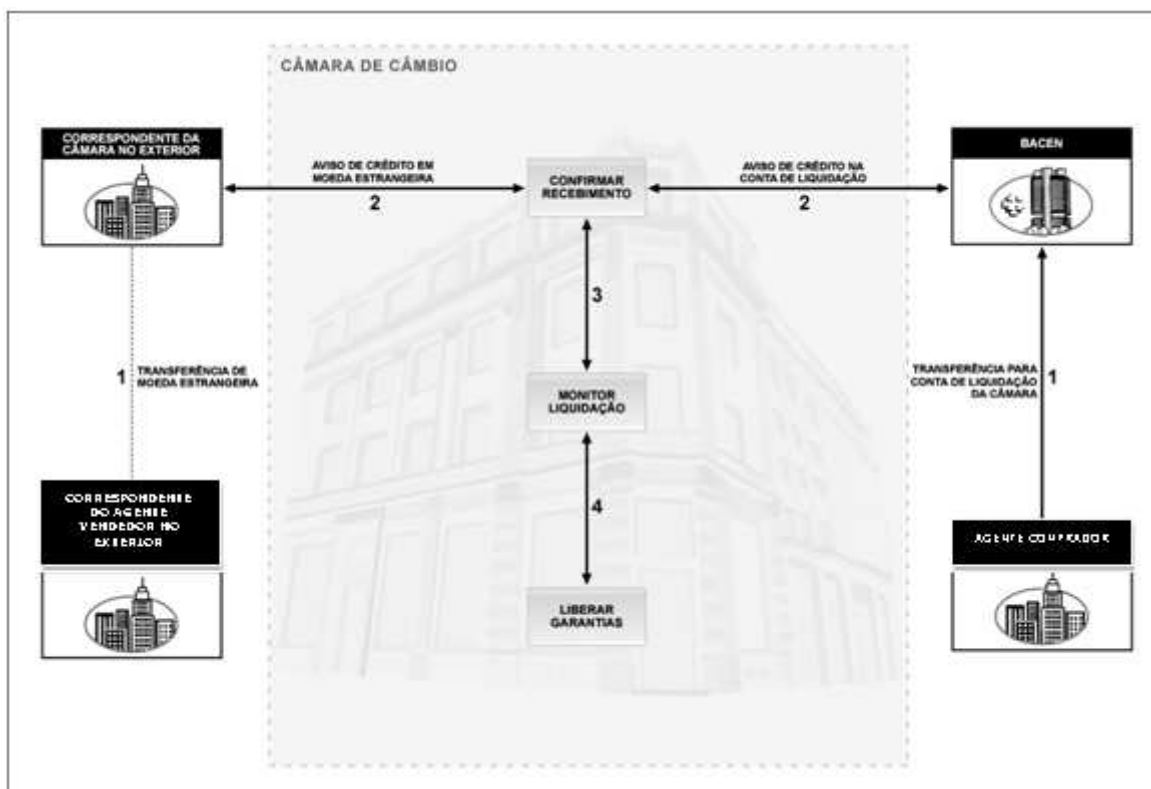 CÂMARA DE CÂMBIO
CORRESPONDENTE DA
CÂMARA NO EXTERIOR
AVISO DE CRÉDITO EM
MOEDA ESTRANGEIRA
2
CONFIRMAR
RECEBIMENTO
AVISO DE CRÉDITO NA
CONTA DE LIQUIDAÇÃO
2
BACEN
3
1
TRANSFERÊNCIA DE
MOEDA ESTRANGEIRA
MONITOR
LIQUIDAÇÃO
TRANSFERÊNCIA PARA
CONTA DE LIQUIDAÇÃO
DA CÂMARA
1
4
CORRESPONDENTE
DO AGENTE
VENDEDOR NO
EXTERIOR
AGENTE COMPRADOR
LIBERAR
GARANTIAS